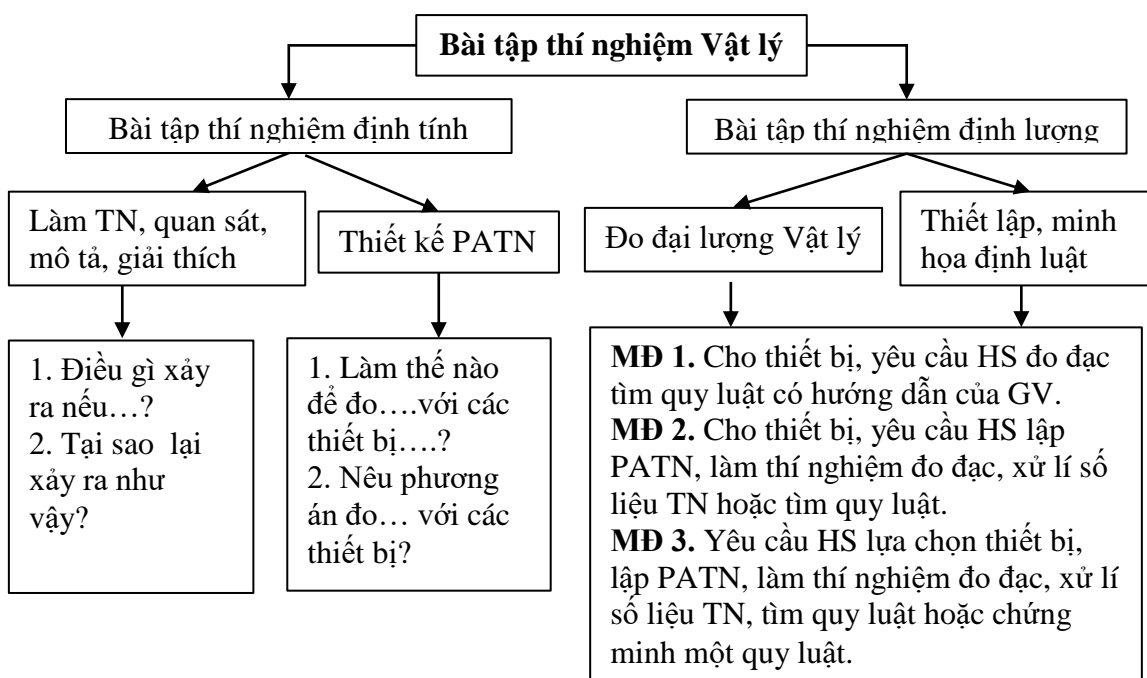 Bài tập thí nghiệm Vật lý
Bài tập thí nghiệm định tính
Bài tập thí nghiệm định lượng
Làm TN, quan sát,
mô tả, giải thích
Thiết kế PATN
Đo đại lượng Vật lý
Thiết lập, minh
họa định luật
1. Điều gì xảy
ra nếu…?
2. Tại sao lại
xảy ra như
vậy?
1. Làm thế nào
để đo….với các
thiết bị….?
2. Nêu phương
án đo… với các
thiết bị?
MĐ 1. Cho thiết bị, yêu cầu HS đo đạc
tìm quy luật có hướng dẫn của GV.
MĐ 2. Cho thiết bị, yêu cầu HS lập
PATN, làm thí nghiệm đo đạc, xử lí số
liệu TN hoặc tìm quy luật.
MĐ 3. Yêu cầu HS lựa chọn thiết bị,
lập PATN, làm thí nghiệm đo đạc, xử lí
số liệu TN, tìm quy luật hoặc chứng
minh một quy luật.